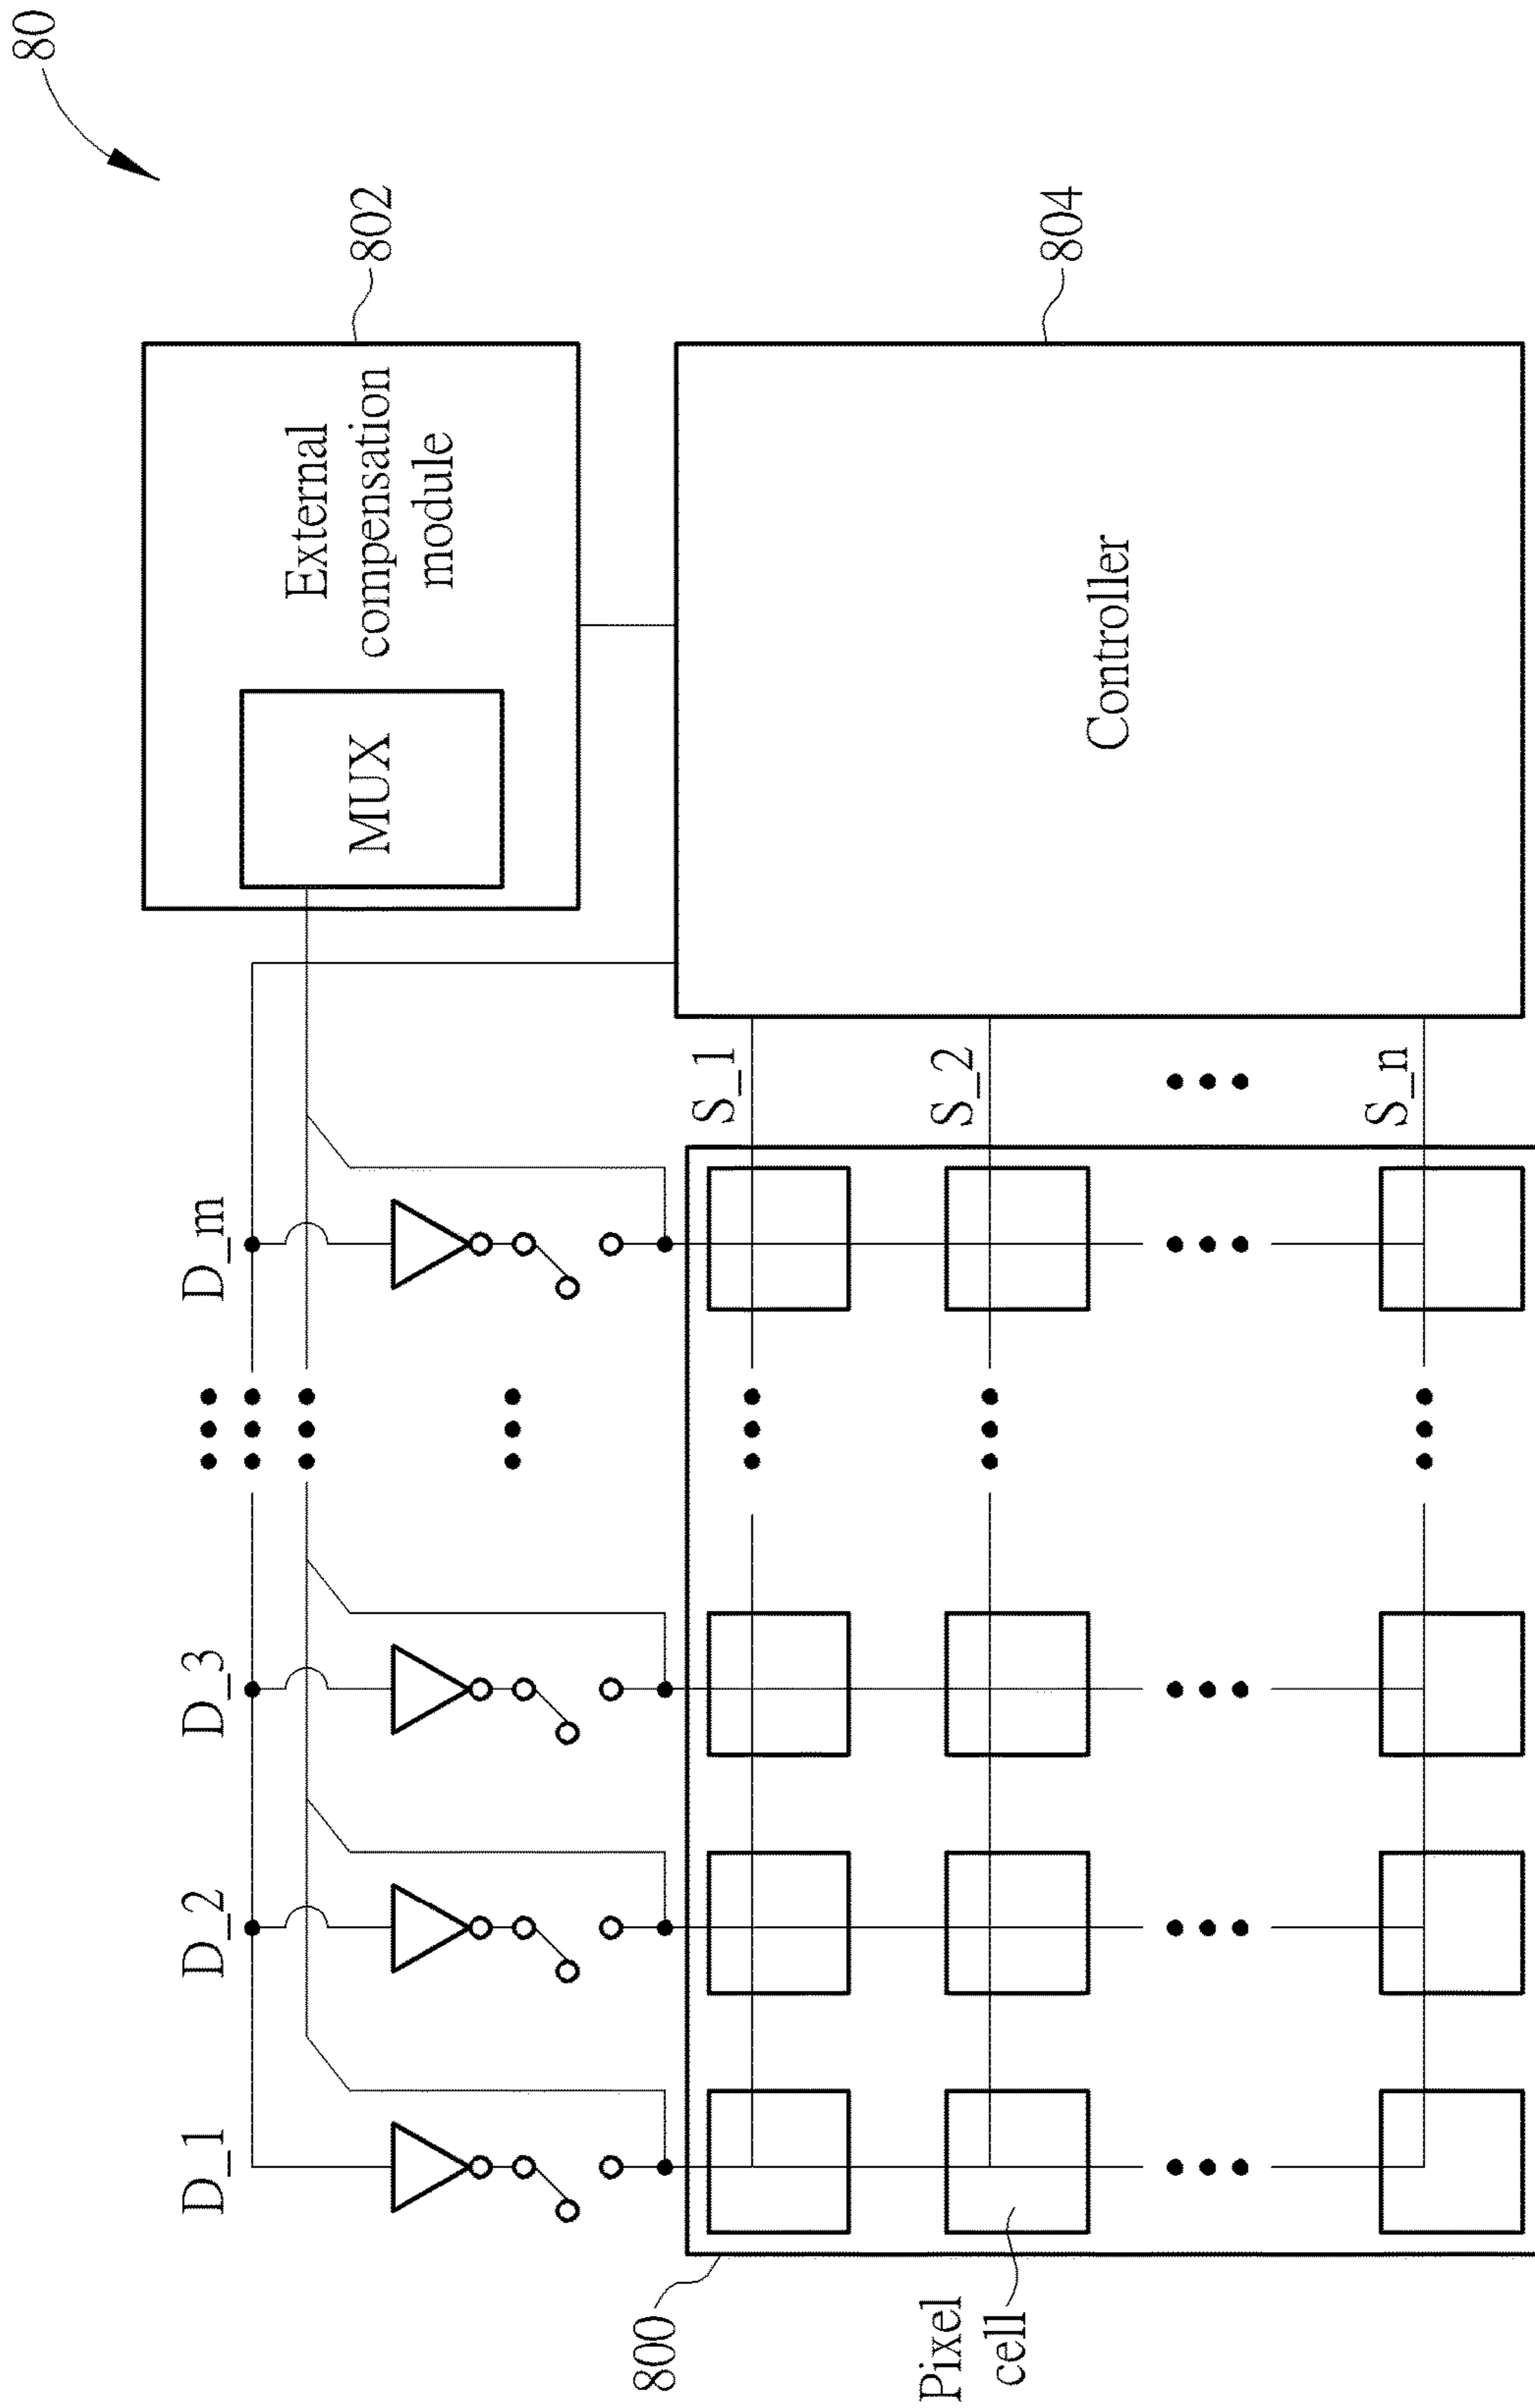 80
D_1
D_2
D_3
D_m
802
External
compensation
module
MUX
S_1
S_2
S_n
Controller
804
800
Pixel
cell